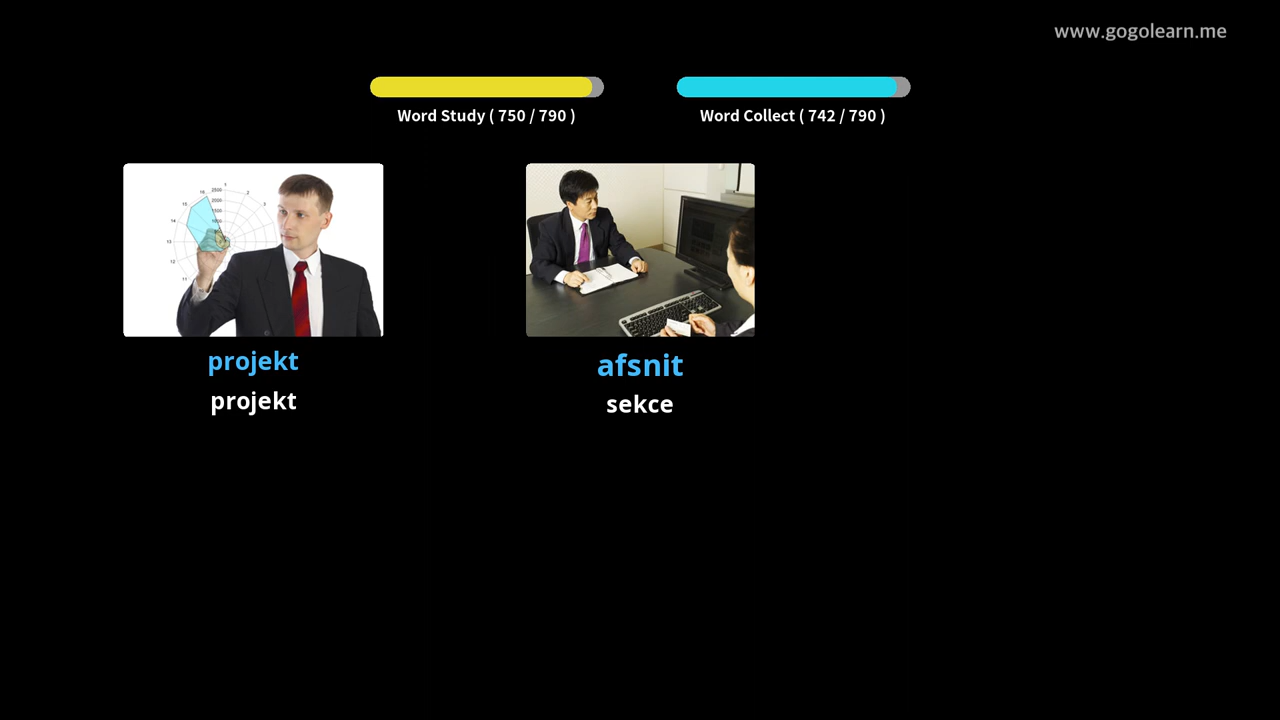 www.gogolearn.me
Word Study ( 750 / 790 )
Word Collect ( 742 / 790 )
projekt
projekt
afsnit
sekce